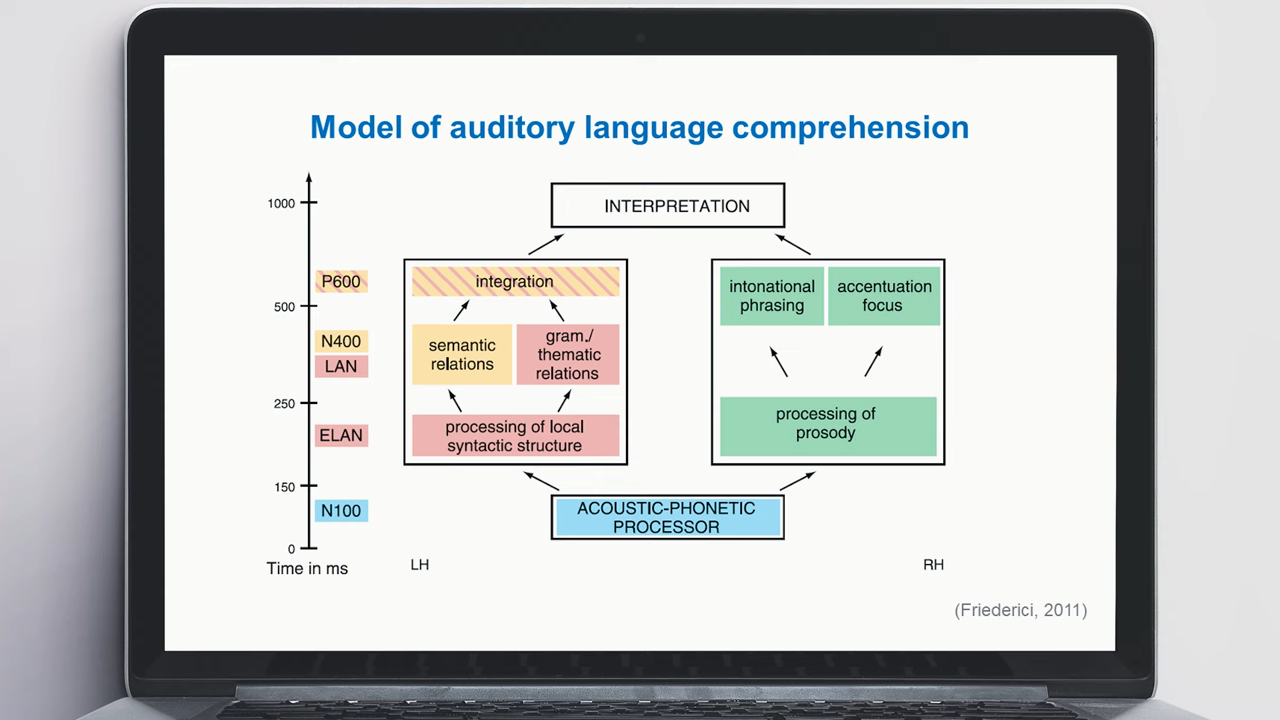 Model of auditory language comprehension
1000
INTERPRETATION
P600
integration
intonational
phrasing
accentuation
focus
500
N400
LAN
semantic
relations
gram./
thematic
relations
250
ELAN
processing of local
syntactic structure
processing of
prosody
150
N100
ACOUSTIC-PHONETIC
PROCESSOR
0
Time in ms
LH
RH
(Friederici, 2011)